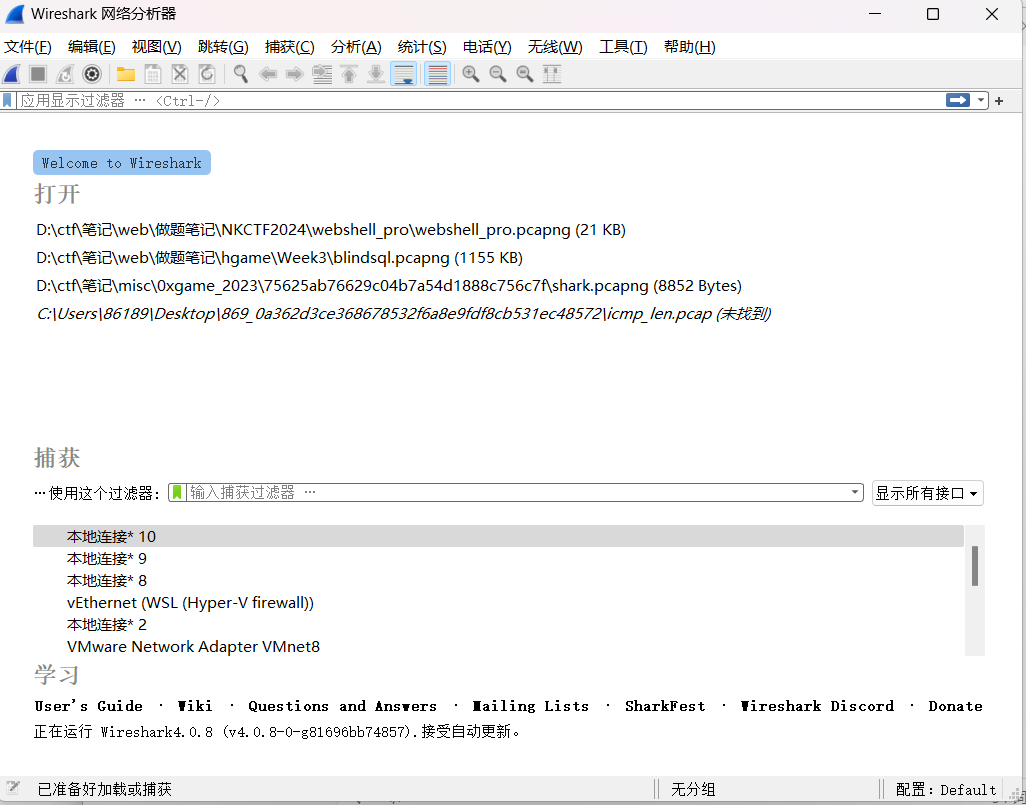 Wireshark 网络分析器
文件(F) 编辑(E) 视图(V) 跳转(G) 捕获(C) 分析(A) 统计(S) 电话(Y) 无线(W) 工具(T) 帮助(H)
应用显示过滤器 … <Ctrl-/>
Welcome to Wireshark
打开
D:\ctf\笔记\web\做题笔记\NKCTF2024\webshell_pro\webshell_pro.pcapng (21 KB)
D:\ctf\笔记\web\做题笔记\hgame\Week3\blindsql.pcapng (1155 KB)
D:\ctf\笔记\misc\0xgame_2023\75625ab76629c04b7a54d1888c756c7f\shark.pcapng (8852 Bytes)
C:\Users\86189\Desktop\869_0a362d3ce368678532f6a8e9fdf8cb531ec48572\icmp_len.pcap (未找到)
捕获
…使用这个过滤器： 输入捕获过滤器 … 显示所有接口
本地连接* 10
本地连接* 9
本地连接* 8
vEthernet (WSL (Hyper-V firewall))
本地连接* 2
VMware Network Adapter VMnet8
学习
User's Guide · Wiki · Questions and Answers · Mailing Lists · SharkFest · Wireshark Discord · Donate
正在运行 Wireshark4.0.8 (v4.0.8-0-g81696bb74857).接受自动更新。
已准备好加载或捕获 无分组 配置：Default